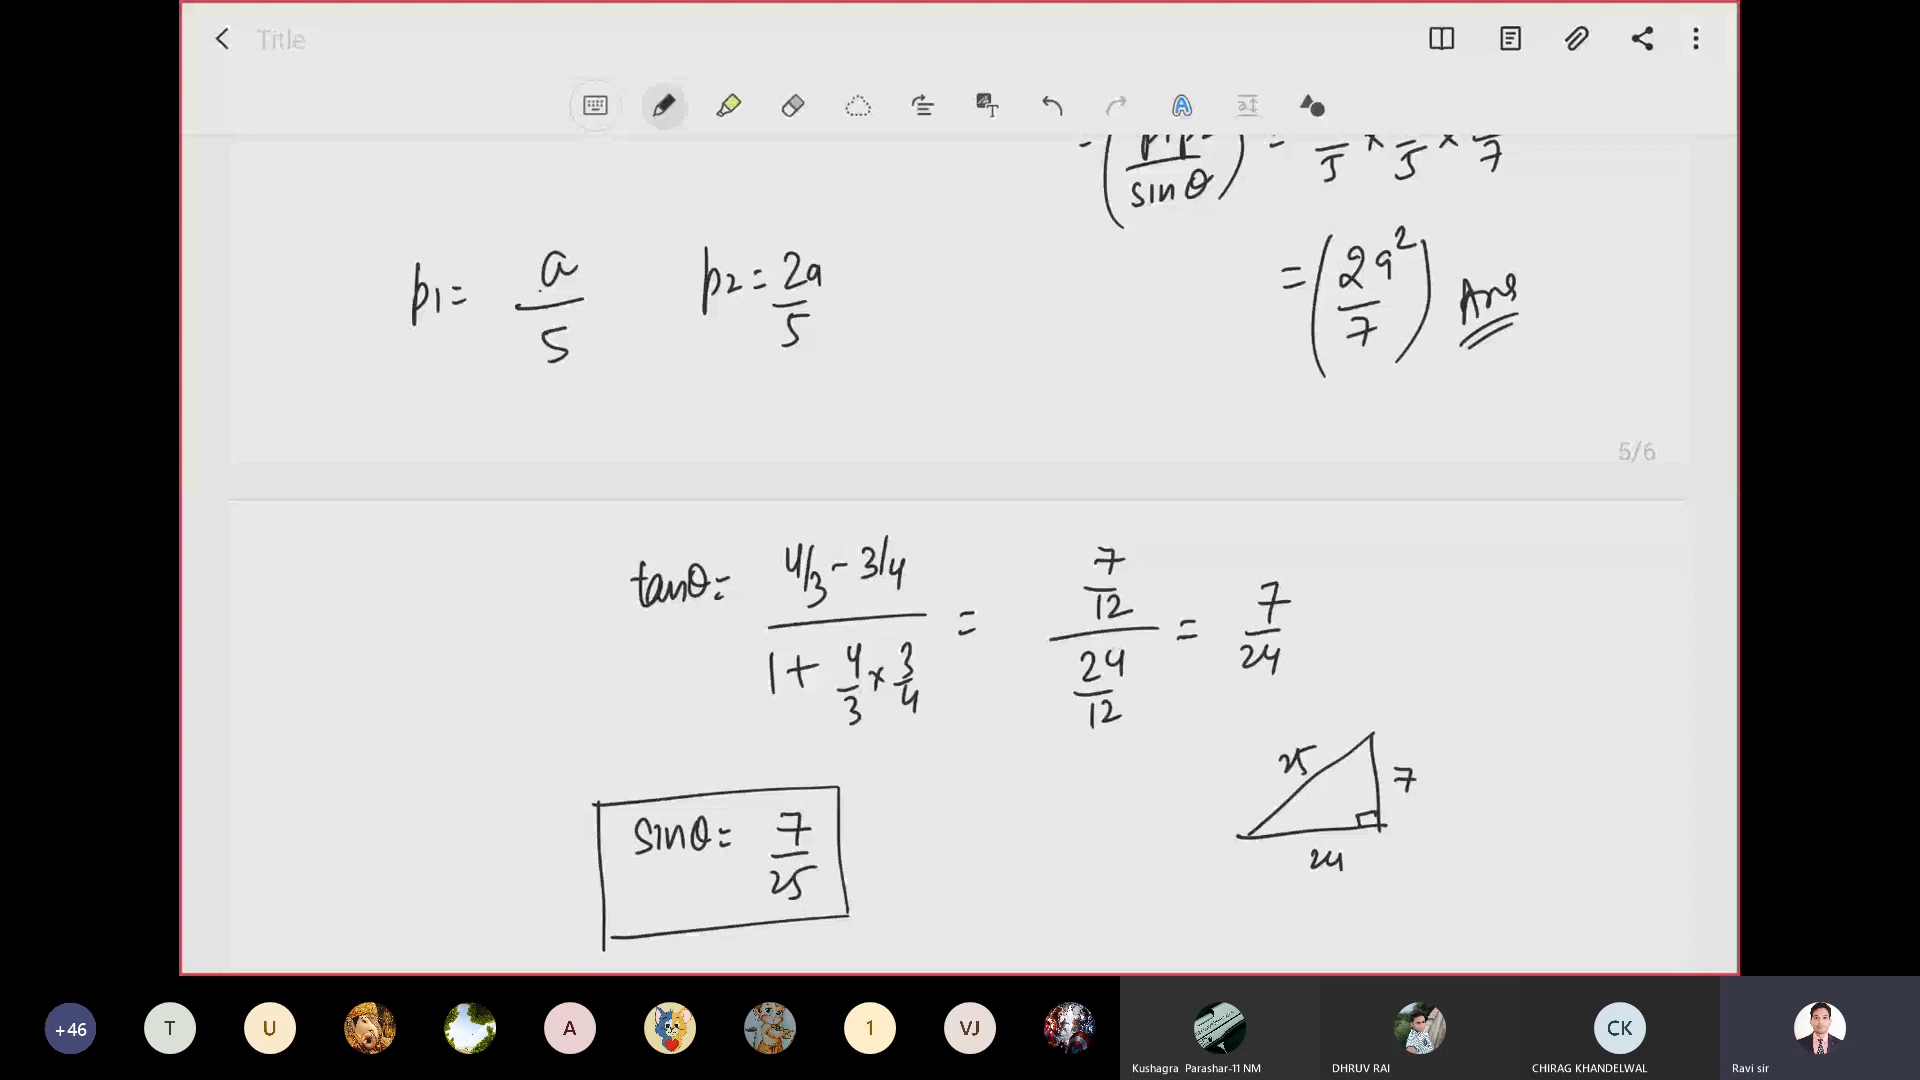 Title
= (p1p2 / sinθ) = a/5 × 2a/5 × 25/7
p1 = a/5 p2 = 2a/5 = (2a²/7) Ans
5/6
tanθ = (4/3 - 3/4) / (1 + 4/3 × 3/4) = (7/12) / (24/12) = 7/24
25
7
24
sinθ = 7/25
+46 T U A 1 VJ CK
Kushagra Parashar-11 NM DHRUV RAI CHIRAG KHANDELWAL Ravi sir